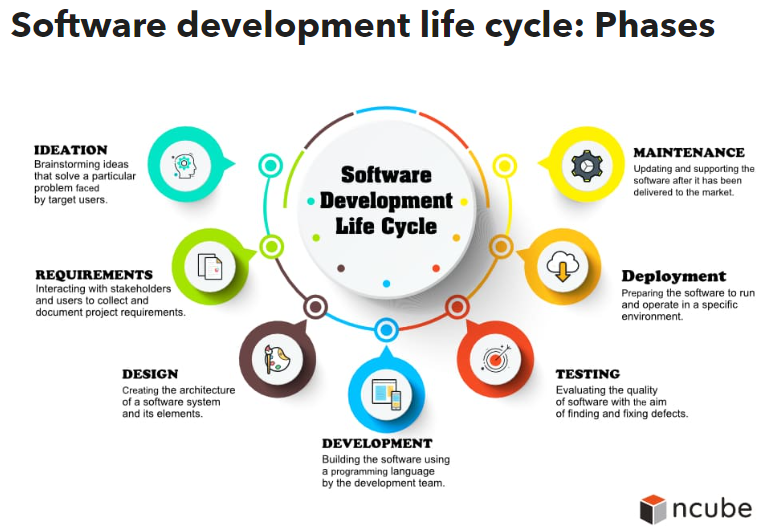 Software development life cycle: Phases
Software
Development
Life Cycle
IDEATION
Brainstorming ideas
that solve a particular
problem faced
by target users.
REQUIREMENTS
Interacting with stakeholders
and users to collect and
document project requirements.
DESIGN
Creating the architecture
of a software system
and its elements.
DEVELOPMENT
Building the software using
a programming language
by the development team.
TESTING
Evaluating the quality
of software with the aim
of finding and fixing defects.
Deployment
Preparing the software to run
and operate in a specific
environment.
MAINTENANCE
Updating and supporting the
software after it has been
delivered to the market.
ncube